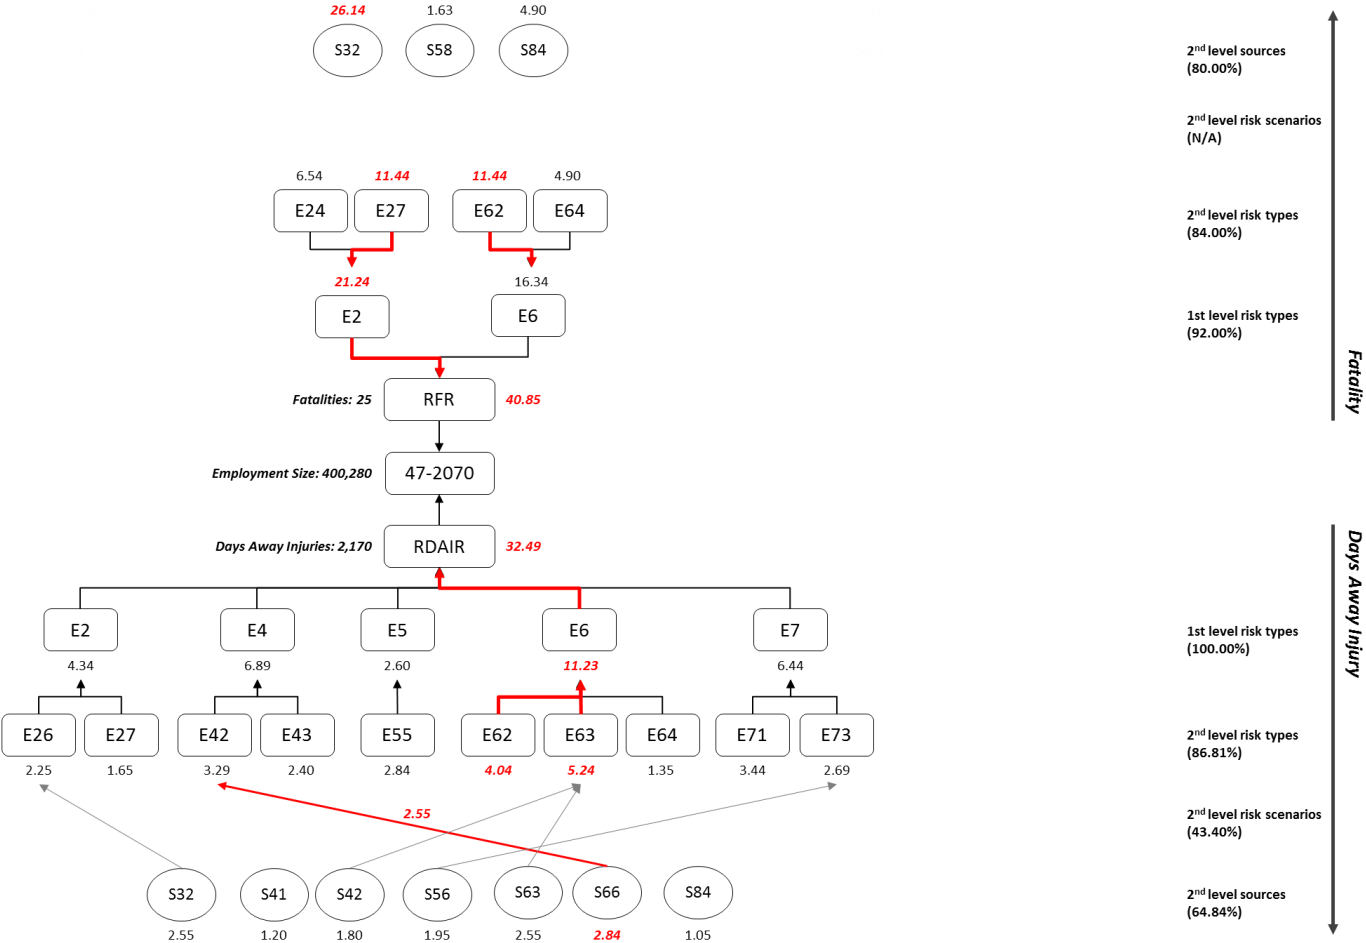 26.14 1.63 4.90
S32 S58 S84
2nd level sources
(80.00%)
2nd level risk scenarios
(N/A)
6.54 11.44 11.44 4.90
E24 E27 E62 E64
2nd level risk types
(84.00%)
21.24 16.34
E2 E6
1st level risk types
(92.00%)
Fatality
Fatalities: 25 RFR 40.85
Employment Size: 400,280 47-2070
Days Away Injuries: 2,170 RDAIR 32.49
Days Away Injury
E2 E4 E5 E6 E7
1st level risk types
(100.00%)
4.34 6.89 2.60 11.23 6.44
E26 E27 E42 E43 E55 E62 E63 E64 E71 E73
2nd level risk types
(86.81%)
2.25 1.65 3.29 2.40 2.84 4.04 5.24 1.35 3.44 2.69
2.55
2nd level risk scenarios
(43.40%)
S32 S41 S42 S56 S63 S66 S84
2nd level sources
(64.84%)
2.55 1.20 1.80 1.95 2.55 2.84 1.05